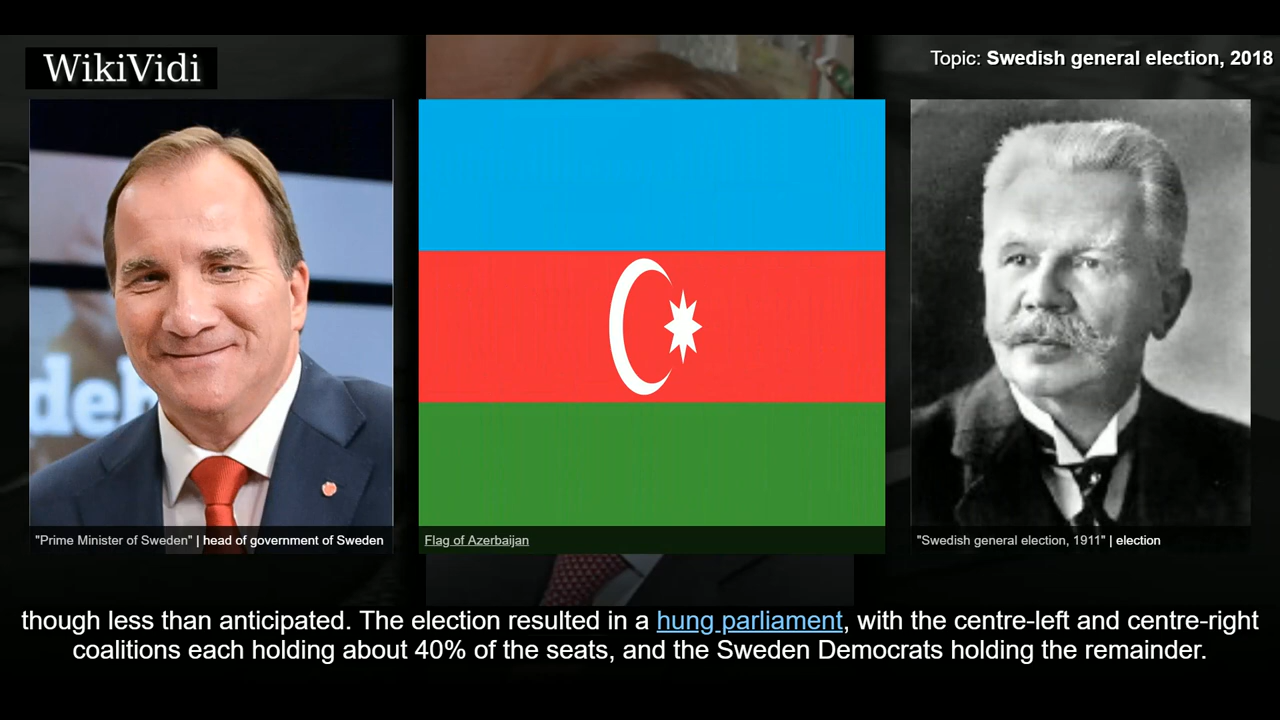 WikiVidi
Topic: Swedish general election, 2018
deb
"Prime Minister of Sweden" | head of government of Sweden
Flag of Azerbaijan
"Swedish general election, 1911" | election
though less than anticipated. The election resulted in a hung parliament, with the centre-left and centre-right
coalitions each holding about 40% of the seats, and the Sweden Democrats holding the remainder.